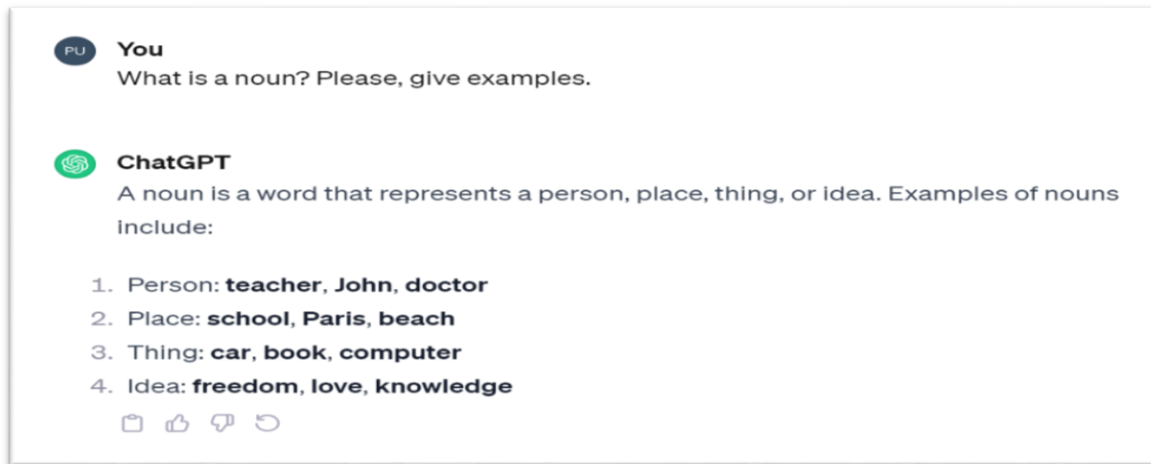 PU You
What is a noun? Please, give examples.
ChatGPT
A noun is a word that represents a person, place, thing, or idea. Examples of nouns
include:
1. Person: teacher, John, doctor
2. Place: school, Paris, beach
3. Thing: car, book, computer
4. Idea: freedom, love, knowledge